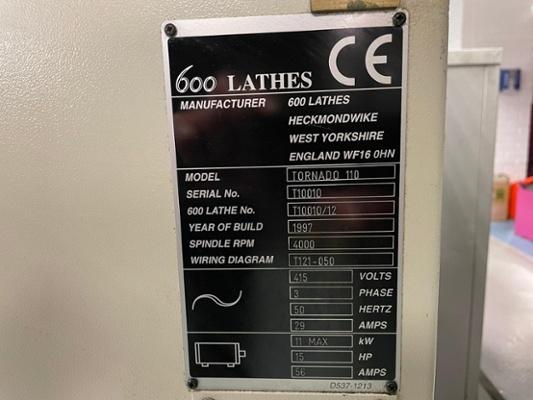 600 LATHES CE
MANUFACTURER 600 LATHES
HECKMONDWIKE
WEST YORKSHIRE
ENGLAND WF16 0HN
MODEL TORNADO 110
SERIAL No. T10010
600 LATHE No. T10010/12
YEAR OF BUILD 1997
SPINDLE RPM 4000
WIRING DIAGRAM T121-050
415 VOLTS
3 PHASE
50 HERTZ
29 AMPS
11 MAX kW
15 HP
56 AMPS
D537-1213